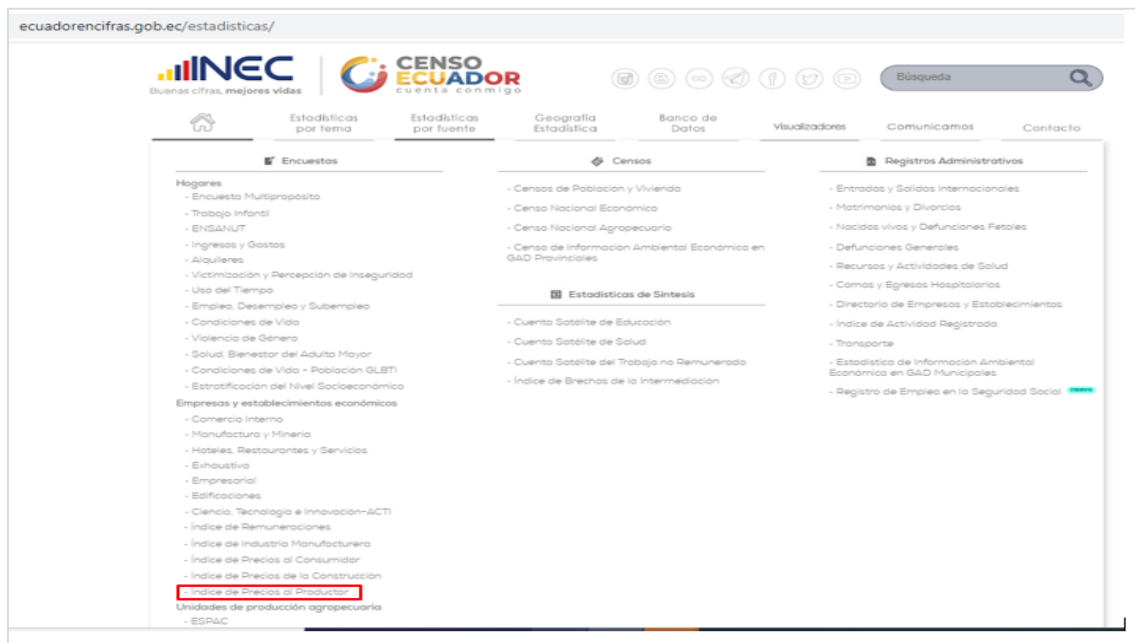 ecuadorencifras.gob.ec/estadisticas/
INEC
Buenas cifras, mejores vidas
CENSO
ECUADOR
cuenta conmigo
Búsqueda
Estadísticas
por tema
Estadísticas
por fuente
Geografía
Estadística
Banco de
Datos
Visualizadores
Comunicamos
Contacto
Encuestas
Hogares
- Encuesta Multipropósito
- Trabajo Infantil
- ENSANUT
- Ingresos y Gastos
- Alquileres
- Victimización y Percepción de Inseguridad
- Uso del Tiempo
- Empleo, Desempleo y Subempleo
- Condiciones de Vida
- Violencia de Género
- Salud, Bienestar del Adulto Mayor
- Condiciones de Vida - Población GLBTI
- Estratificación del Nivel Socioeconómico
Empresas y establecimientos económicos
- Comercio Interno
- Manufactura y Minería
- Hoteles, Restaurantes y Servicios
- Exhaustiva
- Empresarial
- Edificaciones
- Ciencia, Tecnología e Innovación-ACTI
- Índice de Remuneraciones
- Índice de Industria Manufacturera
- Índice de Precios al Consumidor
- Índice de Precios de la Construcción
- Índice de Precios al Productor
Unidades de producción agropecuaria
- ESPAC
Censos
- Censos de Población y Vivienda
- Censo Nacional Económico
- Censo Nacional Agropecuario
- Censo de Información Ambiental Económica en
GAD Provinciales
Estadísticas de Síntesis
- Cuenta Satélite de Educación
- Cuenta Satélite de Salud
- Cuenta Satélite del Trabajo no Remunerado
- Índice de Brechas de la Intermediación
Registros Administrativos
- Entradas y Salidas Internacionales
- Matrimonios y Divorcios
- Nacidos vivos y Defunciones Fetales
- Defunciones Generales
- Recursos y Actividades de Salud
- Camas y Egresos Hospitalarios
- Directorio de Empresas y Establecimientos
- Índice de Actividad Registrada
- Transporte
- Estadística de Información Ambiental
Económica en GAD Municipales
- Registro de Empleo en la Seguridad Social nuevo